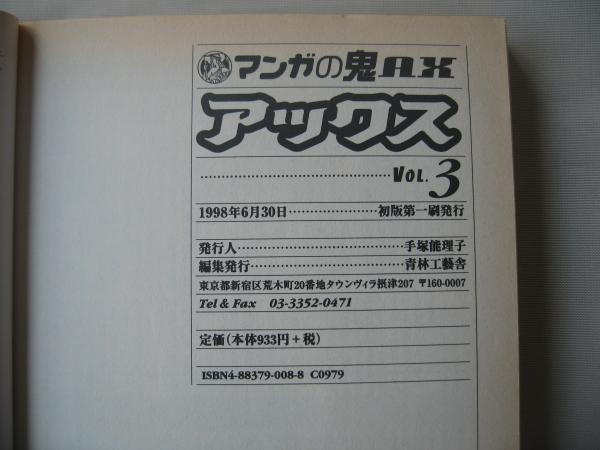 マンガの鬼AX
アックス
VOL.3
1998年6月30日……………初版第一刷発行
発行人…………………………手塚能理子
編集発行………………………青林工藝舎
東京都新宿区荒木町20番地タウンヴィラ摂津207 〒160-0007
Tel & Fax 03-3352-0471
定価(本体933円+税)
ISBN4-88379-008-8 C0979